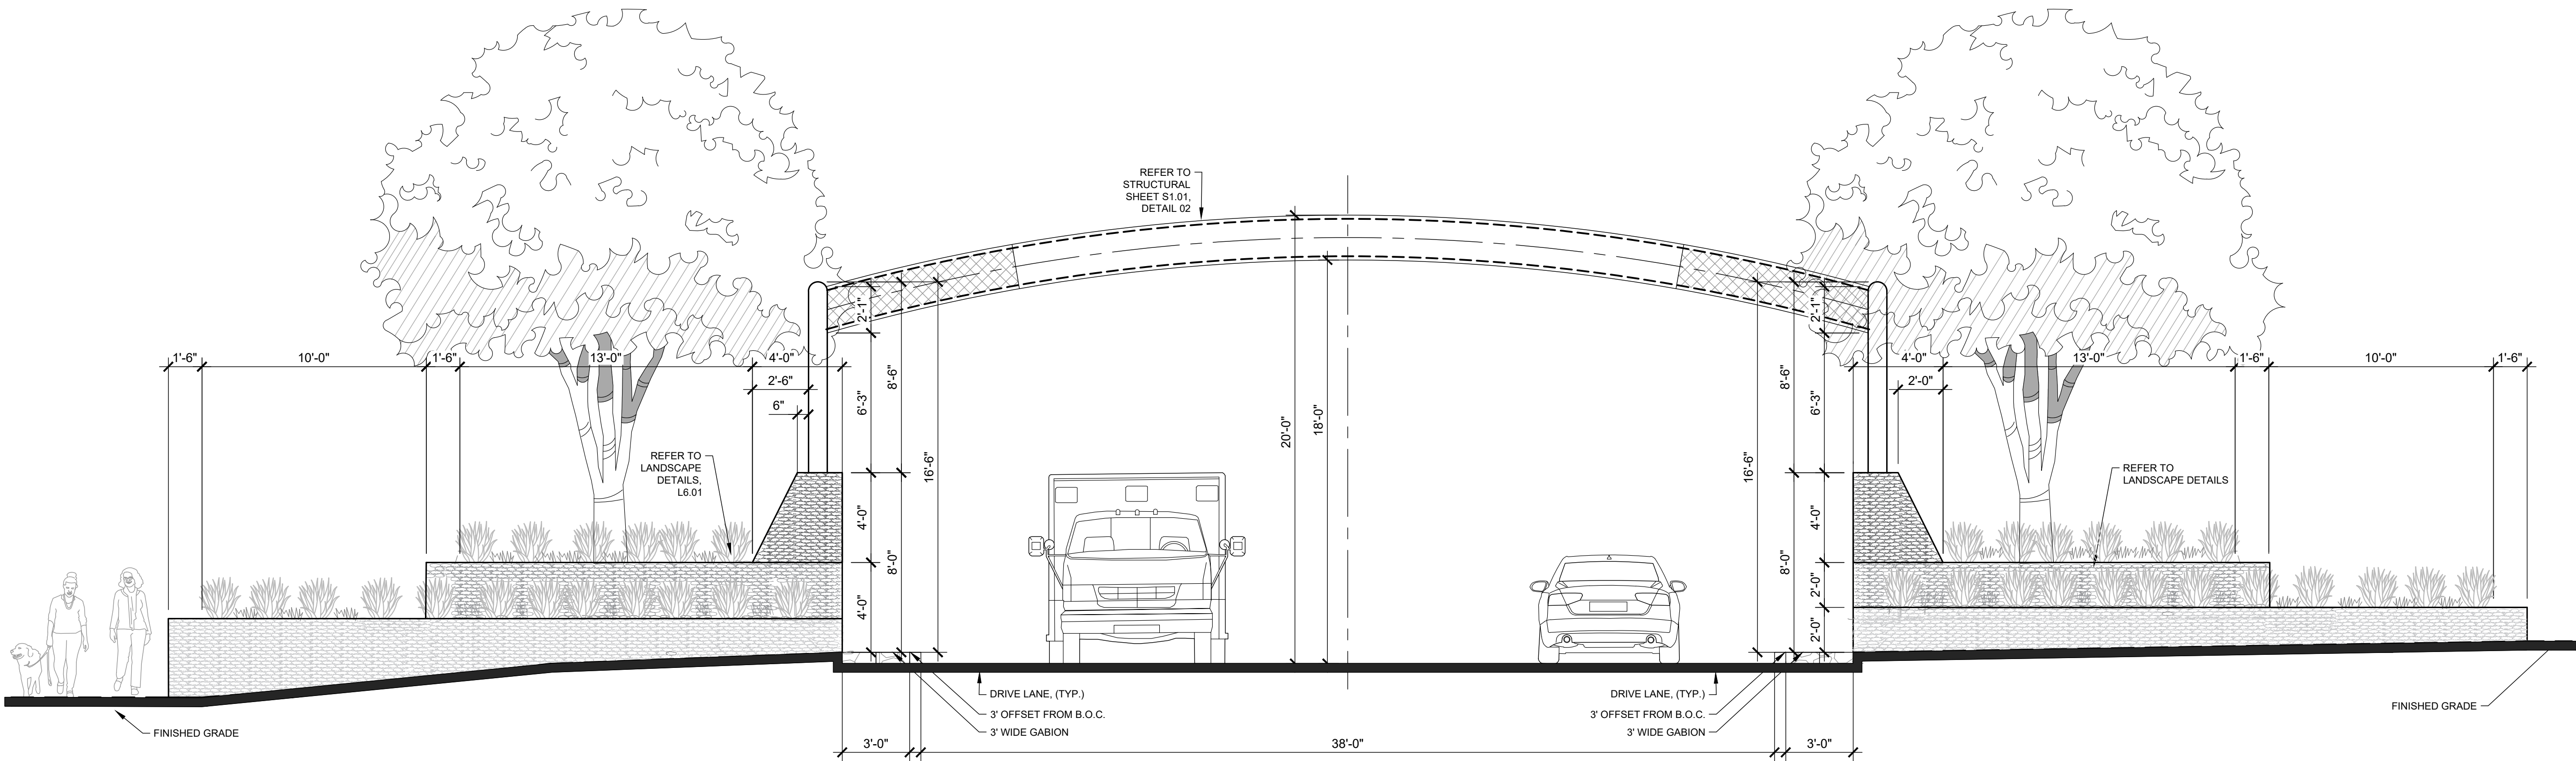 REFER TO
STRUCTURAL
SHEET S1.01,
DETAIL 02
1'-6"
10'-0"
1'-6"
13'-0"
4'-0"
2'-6"
6"
2'-1"
6'-3"
8'-6"
16'-6"
4'-0"
8'-0"
4'-0"
REFER TO
LANDSCAPE
DETAILS,
L6.01
20'-0"
18'-0"
2'-1"
6'-3"
8'-6"
16'-6"
4'-0"
8'-0"
2'-0"
2'-0"
4'-0"
13'-0"
1'-6"
10'-0"
1'-6"
2'-0"
REFER TO
LANDSCAPE DETAILS
DRIVE LANE, (TYP.)
3' OFFSET FROM B.O.C.
3' WIDE GABION
DRIVE LANE, (TYP.)
3' OFFSET FROM B.O.C.
3' WIDE GABION
FINISHED GRADE
FINISHED GRADE
3'-0"
38'-0"
3'-0"